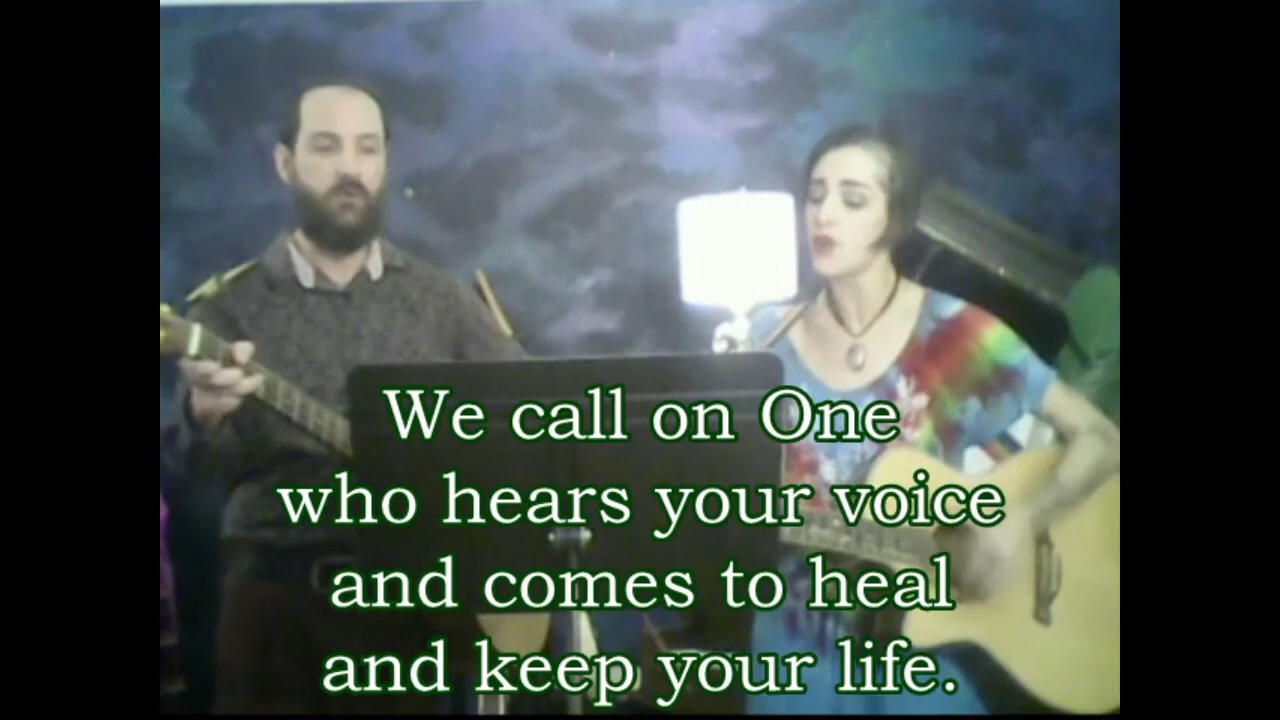 We call on One
who hears your voice
and comes to heal
and keep your life.